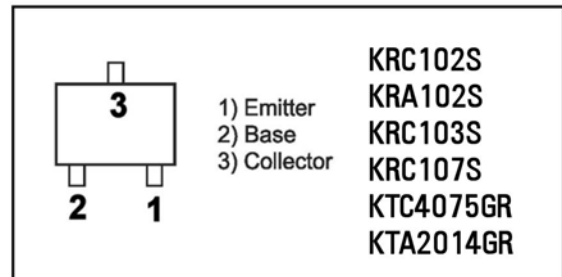 3
2
1
1) Emitter
2) Base
3) Collector
KRC102S
KRA102S
KRC103S
KRC107S
KTC4075GR
KTA2014GR